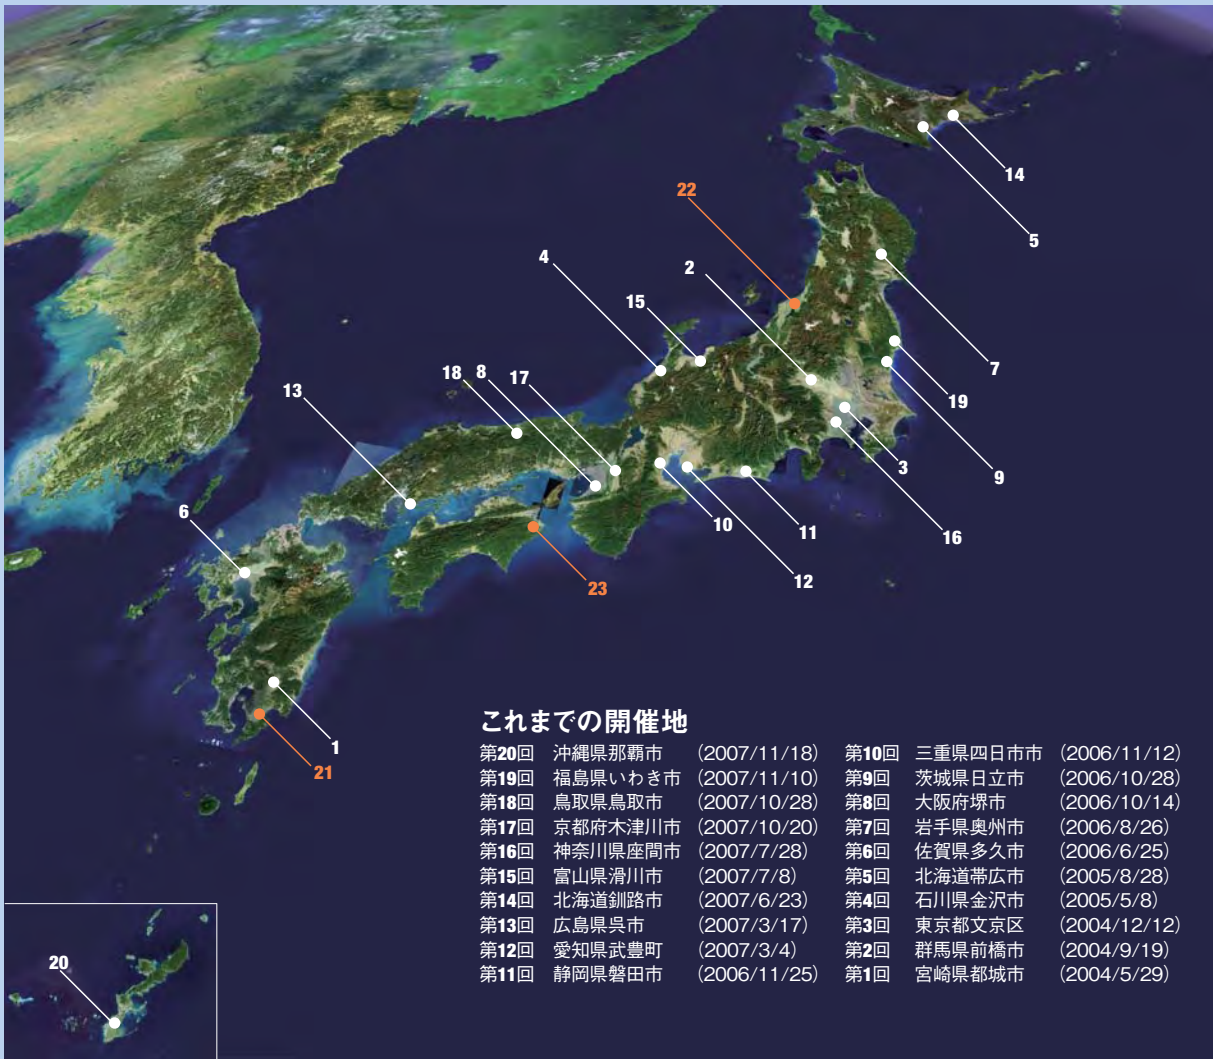 14
5
22
4
2
15
7
18
8
17
13
19
3
9
6
10
11
16
12
23
1
21
20
これまでの開催地
第20回 沖縄県那覇市 （2007/11/18）
第19回 福島県いわき市 （2007/11/10）
第18回 鳥取県鳥取市 （2007/10/28）
第17回 京都府木津川市 （2007/10/20）
第16回 神奈川県座間市 （2007/7/28）
第15回 富山県滑川市 （2007/7/8）
第14回 北海道釧路市 （2007/6/23）
第13回 広島県呉市 （2007/3/17）
第12回 愛知県武豊町 （2007/3/4）
第11回 静岡県磐田市 （2006/11/25）
第10回 三重県四日市市 （2006/11/12）
第9回 茨城県日立市 （2006/10/28）
第8回 大阪府堺市 （2006/10/14）
第7回 岩手県奥州市 （2006/8/26）
第6回 佐賀県多久市 （2006/6/25）
第5回 北海道帯広市 （2005/8/28）
第4回 石川県金沢市 （2005/5/8）
第3回 東京都文京区 （2004/12/12）
第2回 群馬県前橋市 （2004/9/19）
第1回 宮崎県都城市 （2004/5/29）